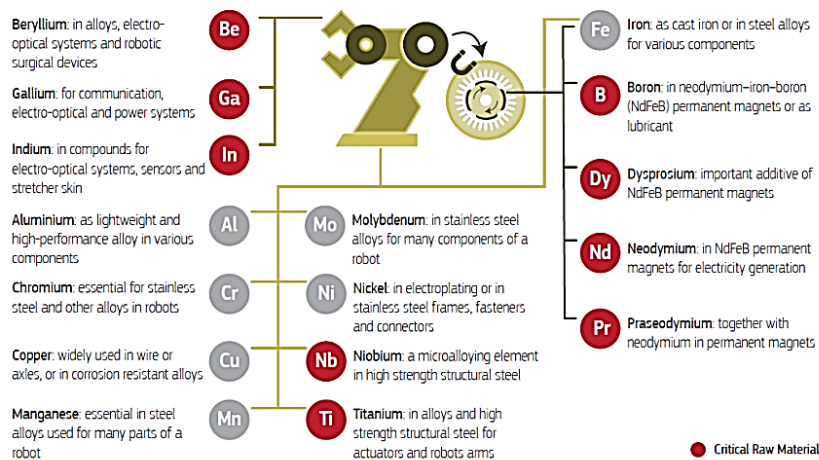 Beryllium: in alloys, electro-
optical systems and robotic
surgical devices
Be
Gallium: for communication,
electro-optical and power systems
Ga
Indium: in compounds for
electro-optical systems, sensors and
stretcher skin
In
Aluminium: as lightweight and
high-performance alloy in various
components
Al
Chromium: essential for stainless
steel and other alloys in robots
Cr
Copper: widely used in wire or
axles, or in corrosion resistant alloys
Cu
Manganese: essential in steel
alloys used for many parts of a
robot
Mn
Mo
Molybdenum: in stainless steel
alloys for many components of a
robot
Ni
Nickel: in electroplating or in
stainless steel frames, fasteners
and connectors
Nb
Niobium: a microalloying element
in high strength structural steel
Ti
Titanium: in alloys and high
strength structural steel for
actuators and robots arms
Fe
Iron: as cast iron or in steel alloys
for various components
B
Boron: in neodymium–iron–boron
(NdFeB) permanent magnets or as
lubricant
Dy
Dysprosium: important additive of
NdFeB permanent magnets
Nd
Neodymium: in NdFeB permanent
magnets for electricity generation
Pr
Praseodymium: together with
neodymium in permanent magnets
Critical Raw Material